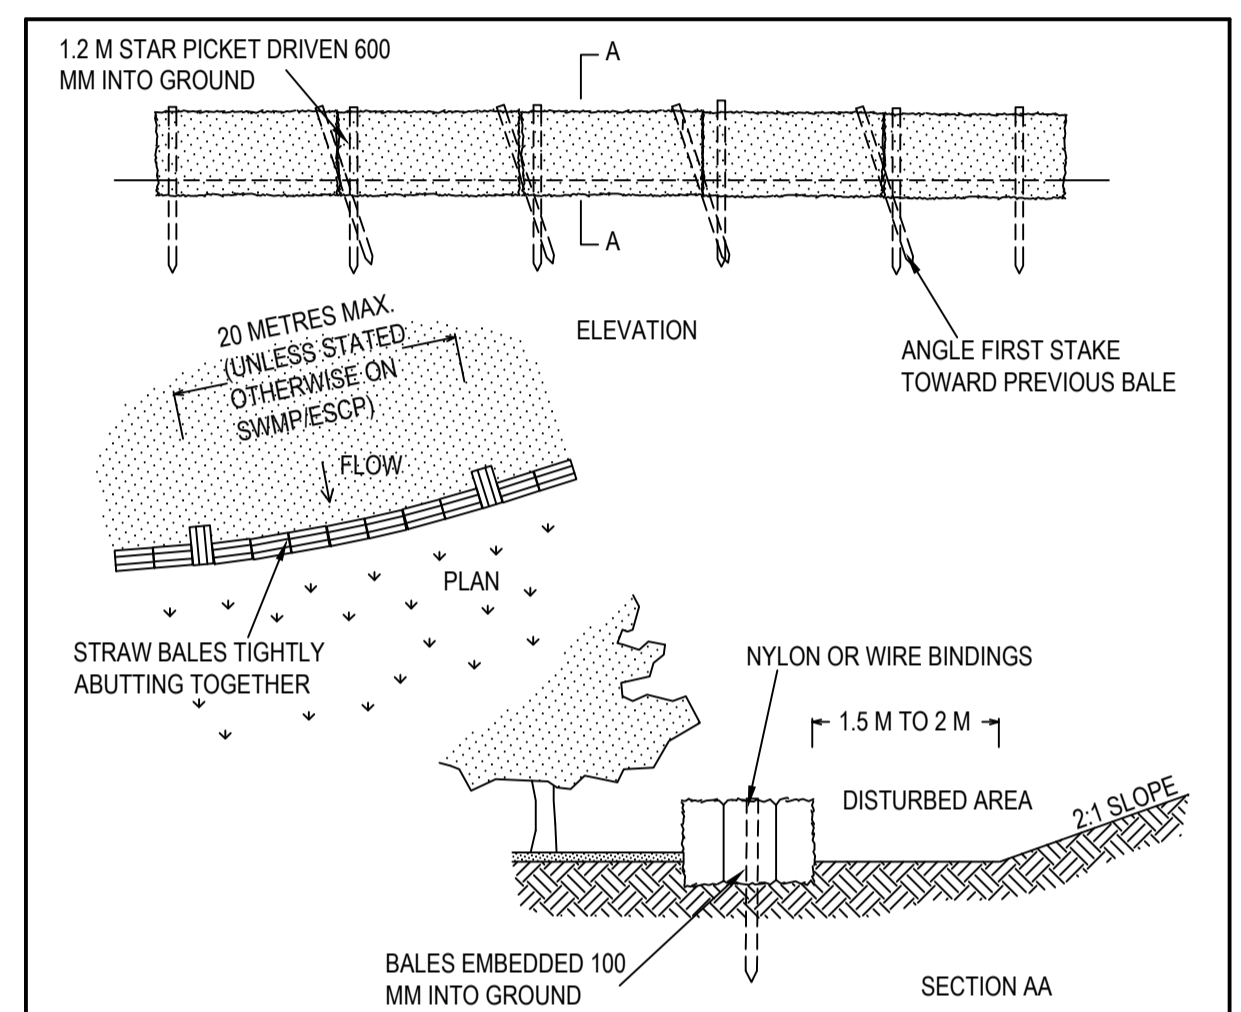 1.2 M STAR PICKET DRIVEN 600
MM INTO GROUND
A
A
ELEVATION
ANGLE FIRST STAKE
TOWARD PREVIOUS BALE
20 METRES MAX.
(UNLESS STATED
OTHERWISE ON
SWMP/ESCP)
FLOW
PLAN
STRAW BALES TIGHTLY
ABUTTING TOGETHER
NYLON OR WIRE BINDINGS
1.5 M TO 2 M
DISTURBED AREA
2:1 SLOPE
BALES EMBEDDED 100
MM INTO GROUND
SECTION AA